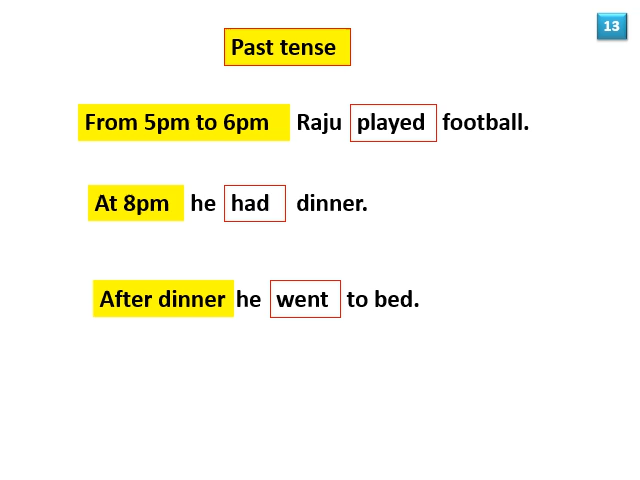 13
Past tense
From 5pm to 6pm Raju played football.
At 8pm he had dinner.
After dinner he went to bed.